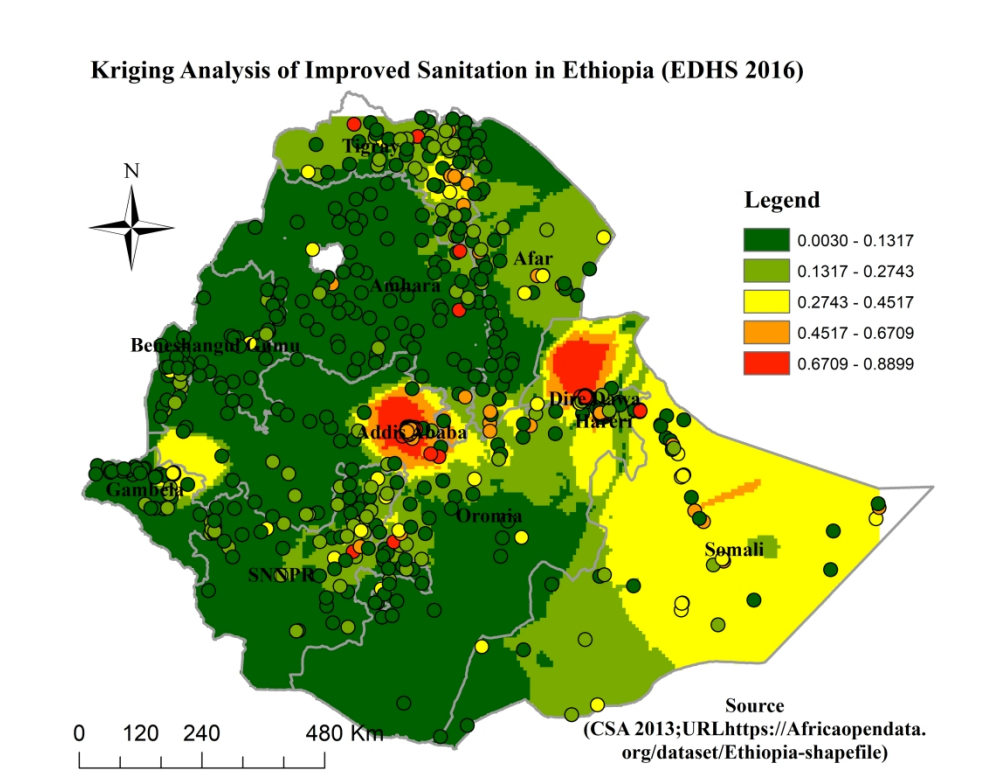 Kriging Analysis of Improved Sanitation in Ethiopia (EDHS 2016)
N
Tigray
Legend
0.0030 - 0.1317
0.1317 - 0.2743
0.2743 - 0.4517
0.4517 - 0.6709
0.6709 - 0.8899
Afar
Amhara
Beneshangul Gumu
Dire Dawa
Hareri
Addis Ababa
Gambela
Oromia
Somali
SNNPR
Source
(CSA 2013;URLhttps://Africaopendata.
org/dataset/Ethiopia-shapefile)
0 120 240 480 Km